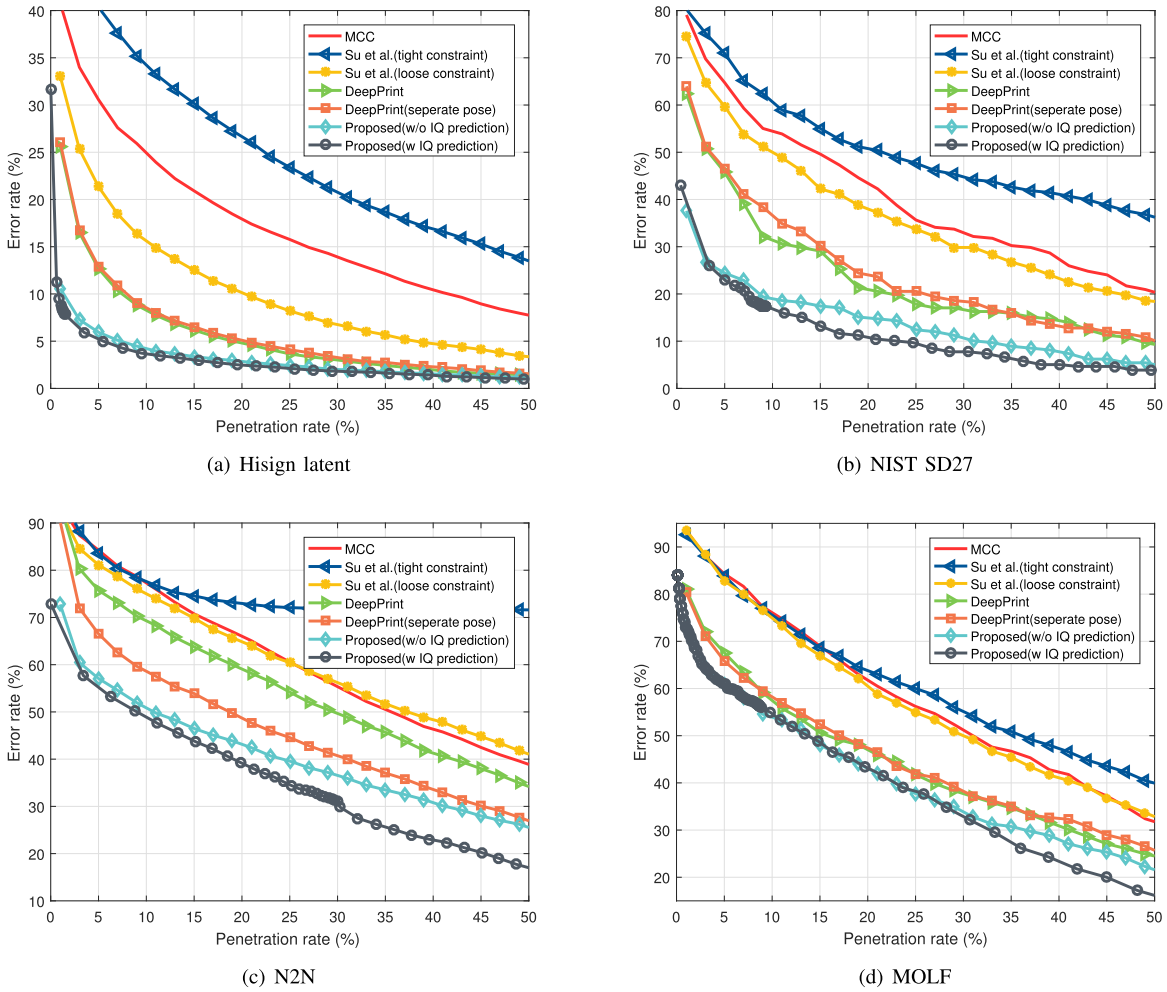 40
35
30
25
20
15
10
5
0
Error rate (%)
MCC
Su et al.(tight constraint)
Su et al.(loose constraint)
DeepPrint
DeepPrint(seperate pose)
Proposed(w/o IQ prediction)
Proposed(w IQ prediction)
0 5 10 15 20 25 30 35 40 45 50
Penetration rate (%)
(a) Hisign latent
80
70
60
50
40
30
20
10
0
Error rate (%)
MCC
Su et al.(tight constraint)
Su et al.(loose constraint)
DeepPrint
DeepPrint(seperate pose)
Proposed(w/o IQ prediction)
Proposed(w IQ prediction)
0 5 10 15 20 25 30 35 40 45 50
Penetration rate (%)
(b) NIST SD27
90
80
70
60
50
40
30
20
10
Error rate (%)
MCC
Su et al.(tight constraint)
Su et al.(loose constraint)
DeepPrint
DeepPrint(seperate pose)
Proposed(w/o IQ prediction)
Proposed(w IQ prediction)
0 5 10 15 20 25 30 35 40 45 50
Penetration rate (%)
(c) N2N
90
80
70
60
50
40
30
20
Error rate (%)
MCC
Su et al.(tight constraint)
Su et al.(loose constraint)
DeepPrint
DeepPrint(seperate pose)
Proposed(w/o IQ prediction)
Proposed(w IQ prediction)
0 5 10 15 20 25 30 35 40 45 50
Penetration rate (%)
(d) MOLF